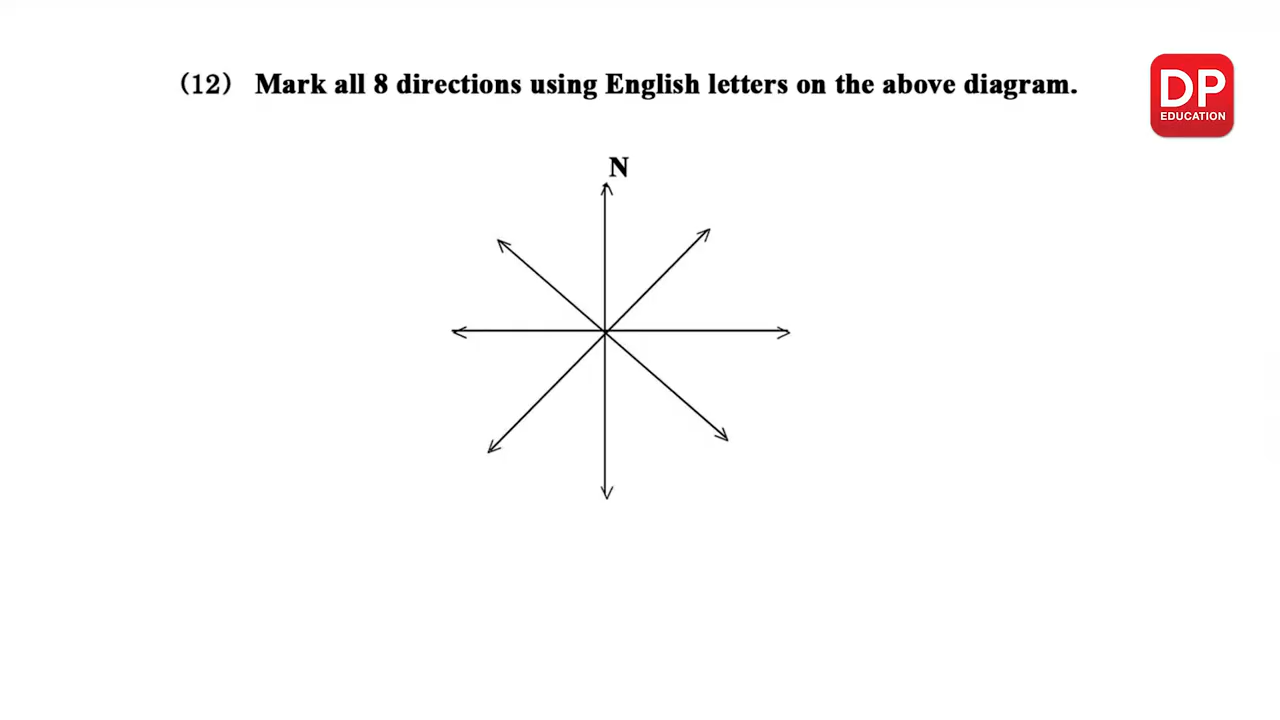 (12) Mark all 8 directions using English letters on the above diagram.
DP
EDUCATION
N